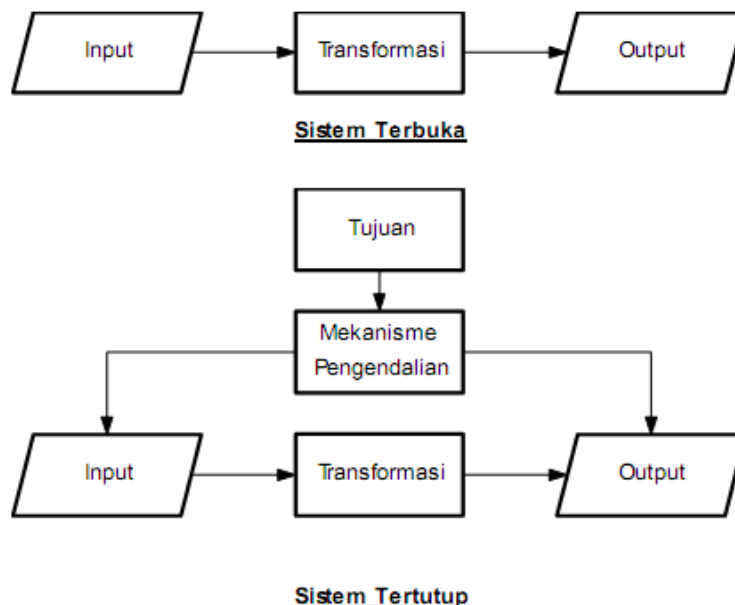 Input
Transformasi
Output
Sistem Terbuka
Tujuan
Mekanisme
Pengendalian
Input
Transformasi
Output
Sistem Tertutup